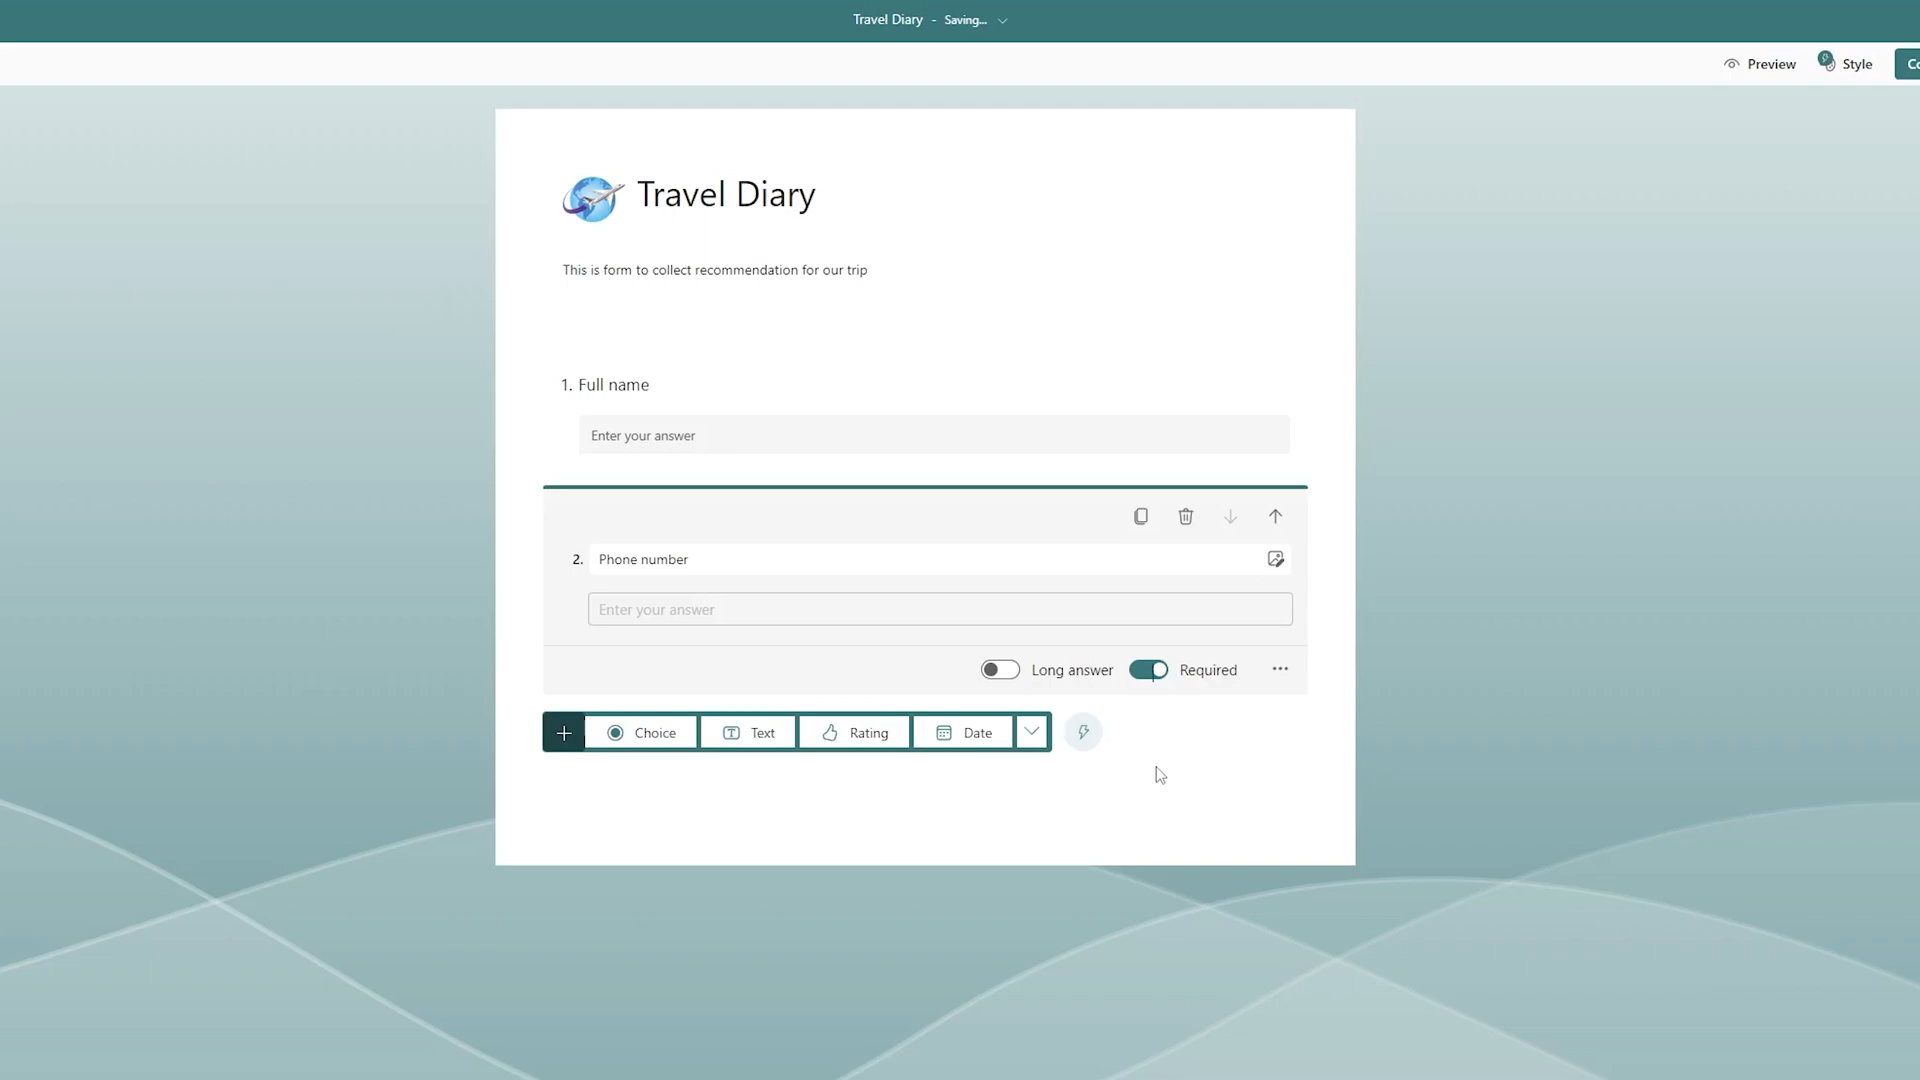 Travel Diary - Saving...
Preview
Style
Co
Travel Diary
This is form to collect recommendation for our trip
1. Full name
Enter your answer
2. Phone number
Enter your answer
Long answer
Required
Choice
Text
Rating
Date